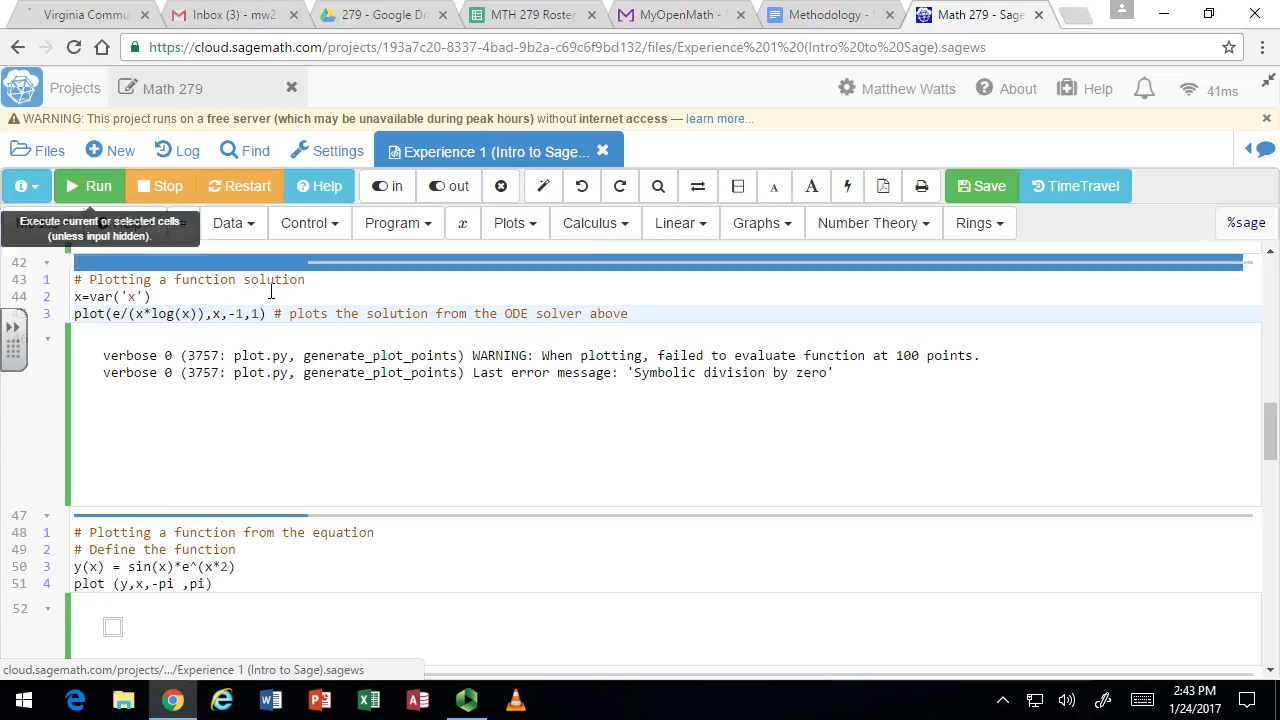 Virginia Commu
Inbox (3) - mw2
279 - Google Dr
MTH 279 Roster
MyOpenMath -
Methodology - S
Math 279 - Sage
https://cloud.sagemath.com/projects/193a7c20-8337-4bad-9b2a-c69c6f9bd132/files/Experience%201%20(Intro%20to%20Sage).sagews
Projects
Math 279
Matthew Watts
About
Help
41ms
WARNING: This project runs on a free server (which may be unavailable during peak hours) without internet access — learn more...
Files
New
Log
Find
Settings
Experience 1 (Intro to Sage...
Run
Stop
Restart
Help
in
out
A
A
Save
TimeTravel
Execute current or selected cells
(unless input hidden).
Data
Control
Program
x
Plots
Calculus
Linear
Graphs
Number Theory
Rings
%sage
42
43 1 # Plotting a function solution
44 2 x=var('x')
3 plot(e/(x*log(x)),x,-1,1) # plots the solution from the ODE solver above
verbose 0 (3757: plot.py, generate_plot_points) WARNING: When plotting, failed to evaluate function at 100 points.
verbose 0 (3757: plot.py, generate_plot_points) Last error message: 'Symbolic division by zero'
47
48 1 # Plotting a function from the equation
49 2 # Define the function
50 3 y(x) = sin(x)*e^(x*2)
51 4 plot (y,x,-pi ,pi)
52
cloud.sagemath.com/projects/.../Experience 1 (Intro to Sage).sagews
2:43 PM
1/24/2017